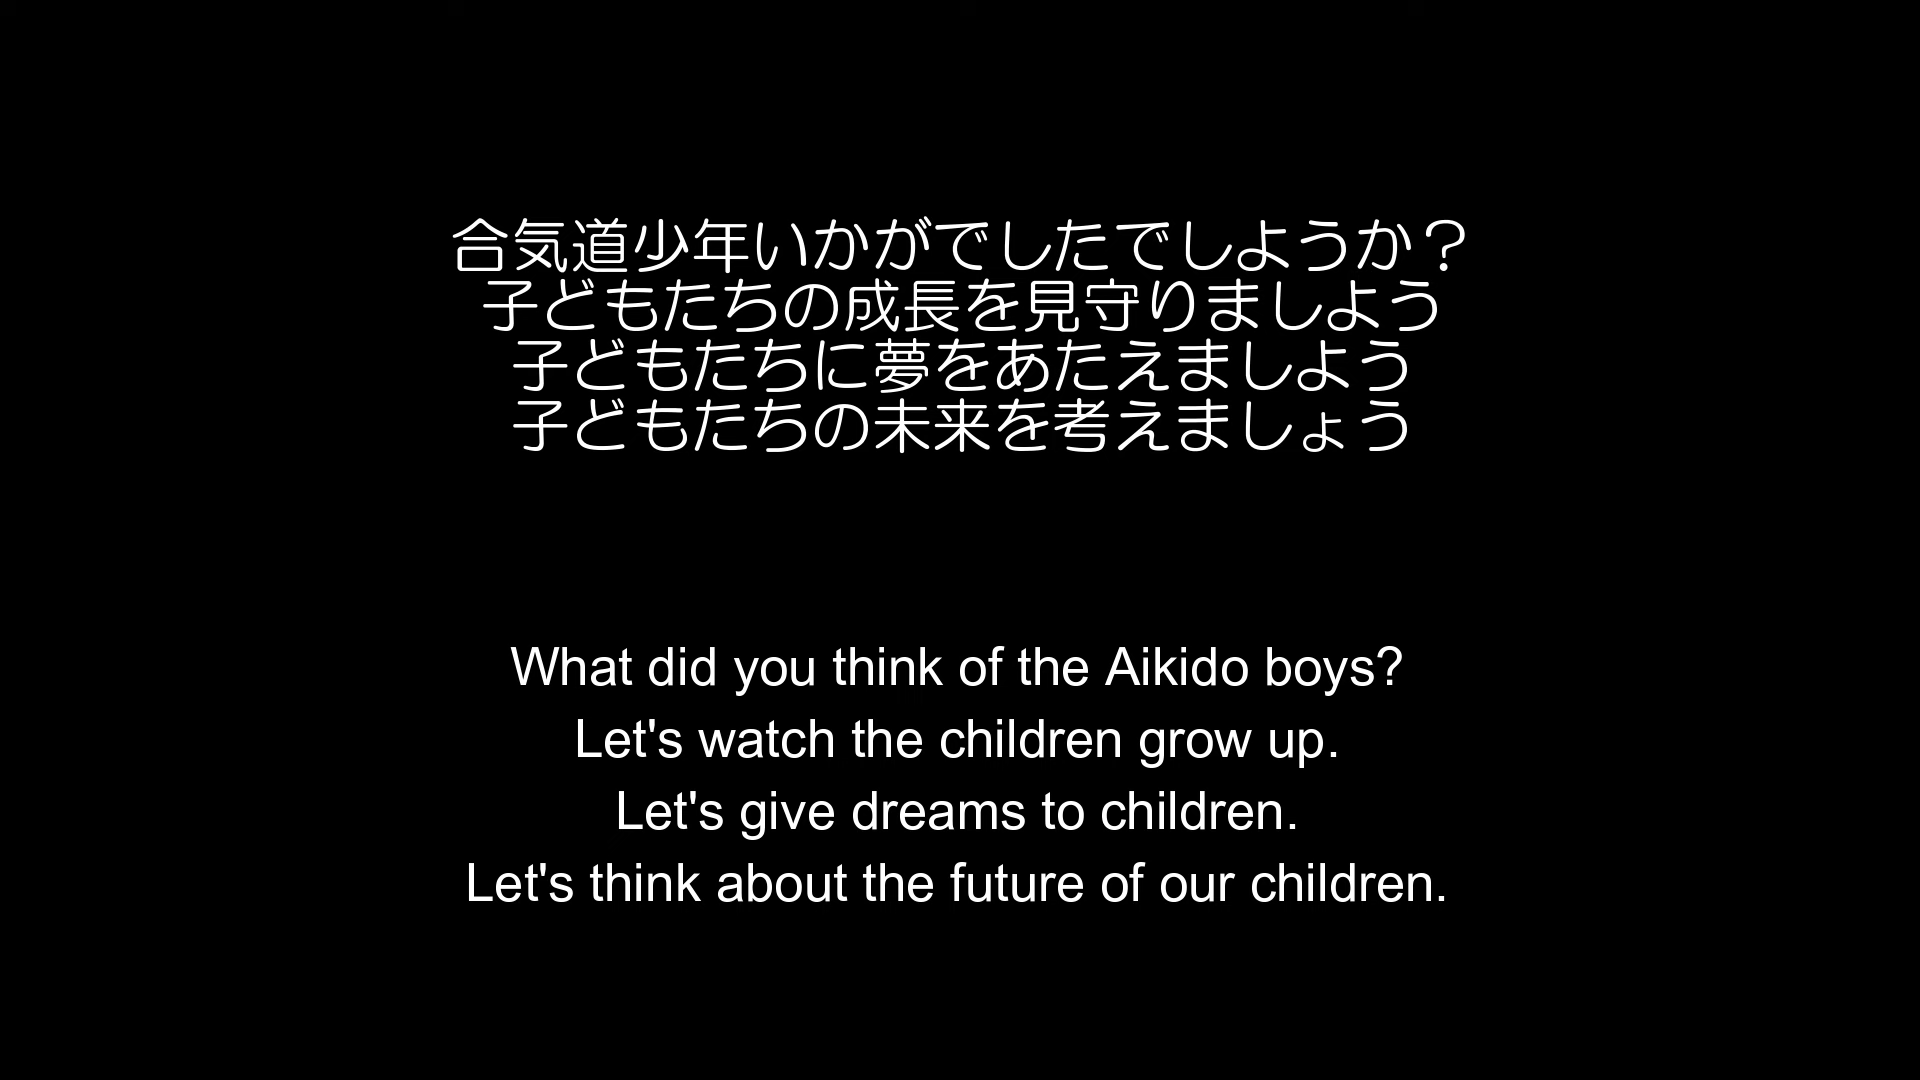 合気道少年いかがでしたでしようか？
子どもたちの成長を見守りましよう
子どもたちに夢をあたえましよう
子どもたちの未来を考えましょう
What did you think of the Aikido boys?
Let's watch the children grow up.
Let's give dreams to children.
Let's think about the future of our children.